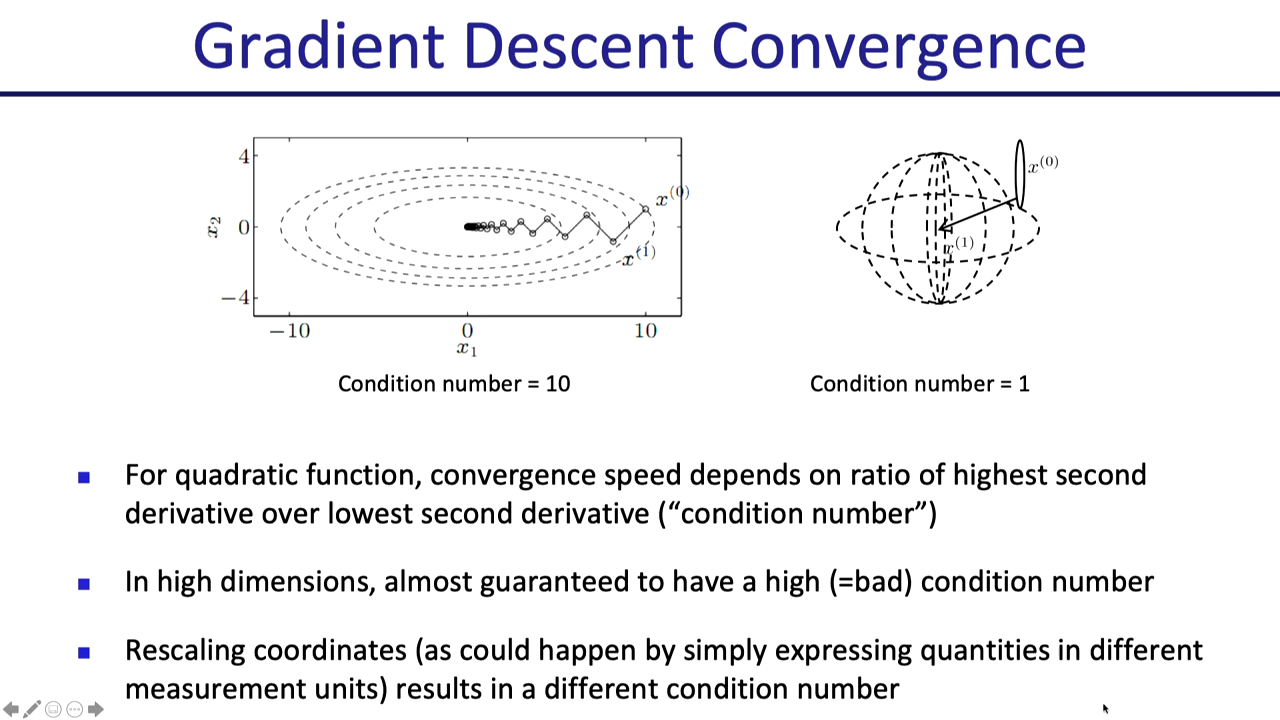 Gradient Descent Convergence
4
0
−4
x₂
x⁽⁰⁾
x⁽¹⁾
−10
0
10
x₁
x⁽⁰⁾
x⁽¹⁾
Condition number = 10
Condition number = 1
For quadratic function, convergence speed depends on ratio of highest second
derivative over lowest second derivative (“condition number”)
In high dimensions, almost guaranteed to have a high (=bad) condition number
Rescaling coordinates (as could happen by simply expressing quantities in different
measurement units) results in a different condition number